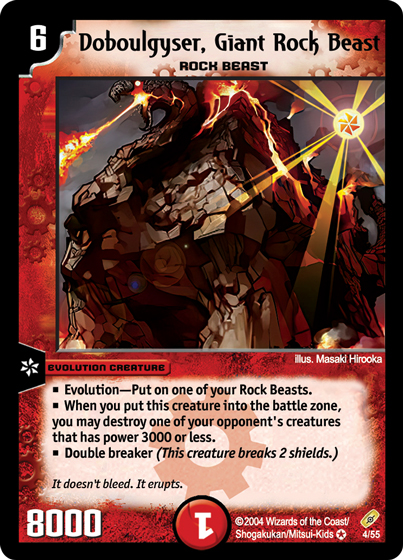 6
Doboulgyser, Giant Rock Beast
ROCK BEAST
illus. Masaki Hirooka
EVOLUTION CREATURE
■ Evolution—Put on one of your Rock Beasts.
■ When you put this creature into the battle zone,
you may destroy one of your opponent's creatures
that has power 3000 or less.
■ Double breaker (This creature breaks 2 shields.)
It doesn't bleed. It erupts.
8000
1
©2004 Wizards of the Coast/
Shogakukan/Mitsui-Kids ✪
4/55